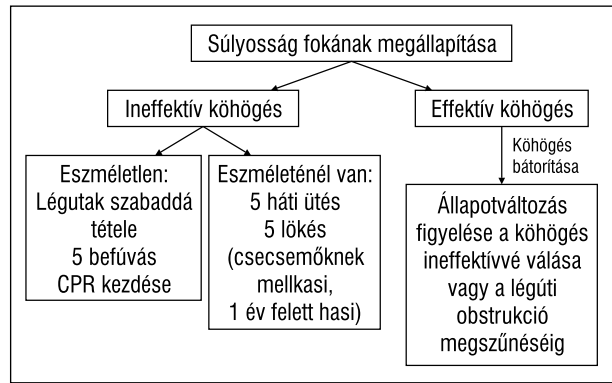 Súlyosság fokának megállapítása
Ineffektív köhögés
Effektív köhögés
Köhögés
bátorítása
Eszméletlen:
Légutak szabaddá
tétele
5 befúvás
CPR kezdése
Eszméleténél van:
5 háti ütés
5 lökés
(csecsemőknek
mellkasi,
1 év felett hasi)
Állapotváltozás
figyelése a köhögés
ineffektívvé válása
vagy a légúti
obstrukció
megszűnéséig